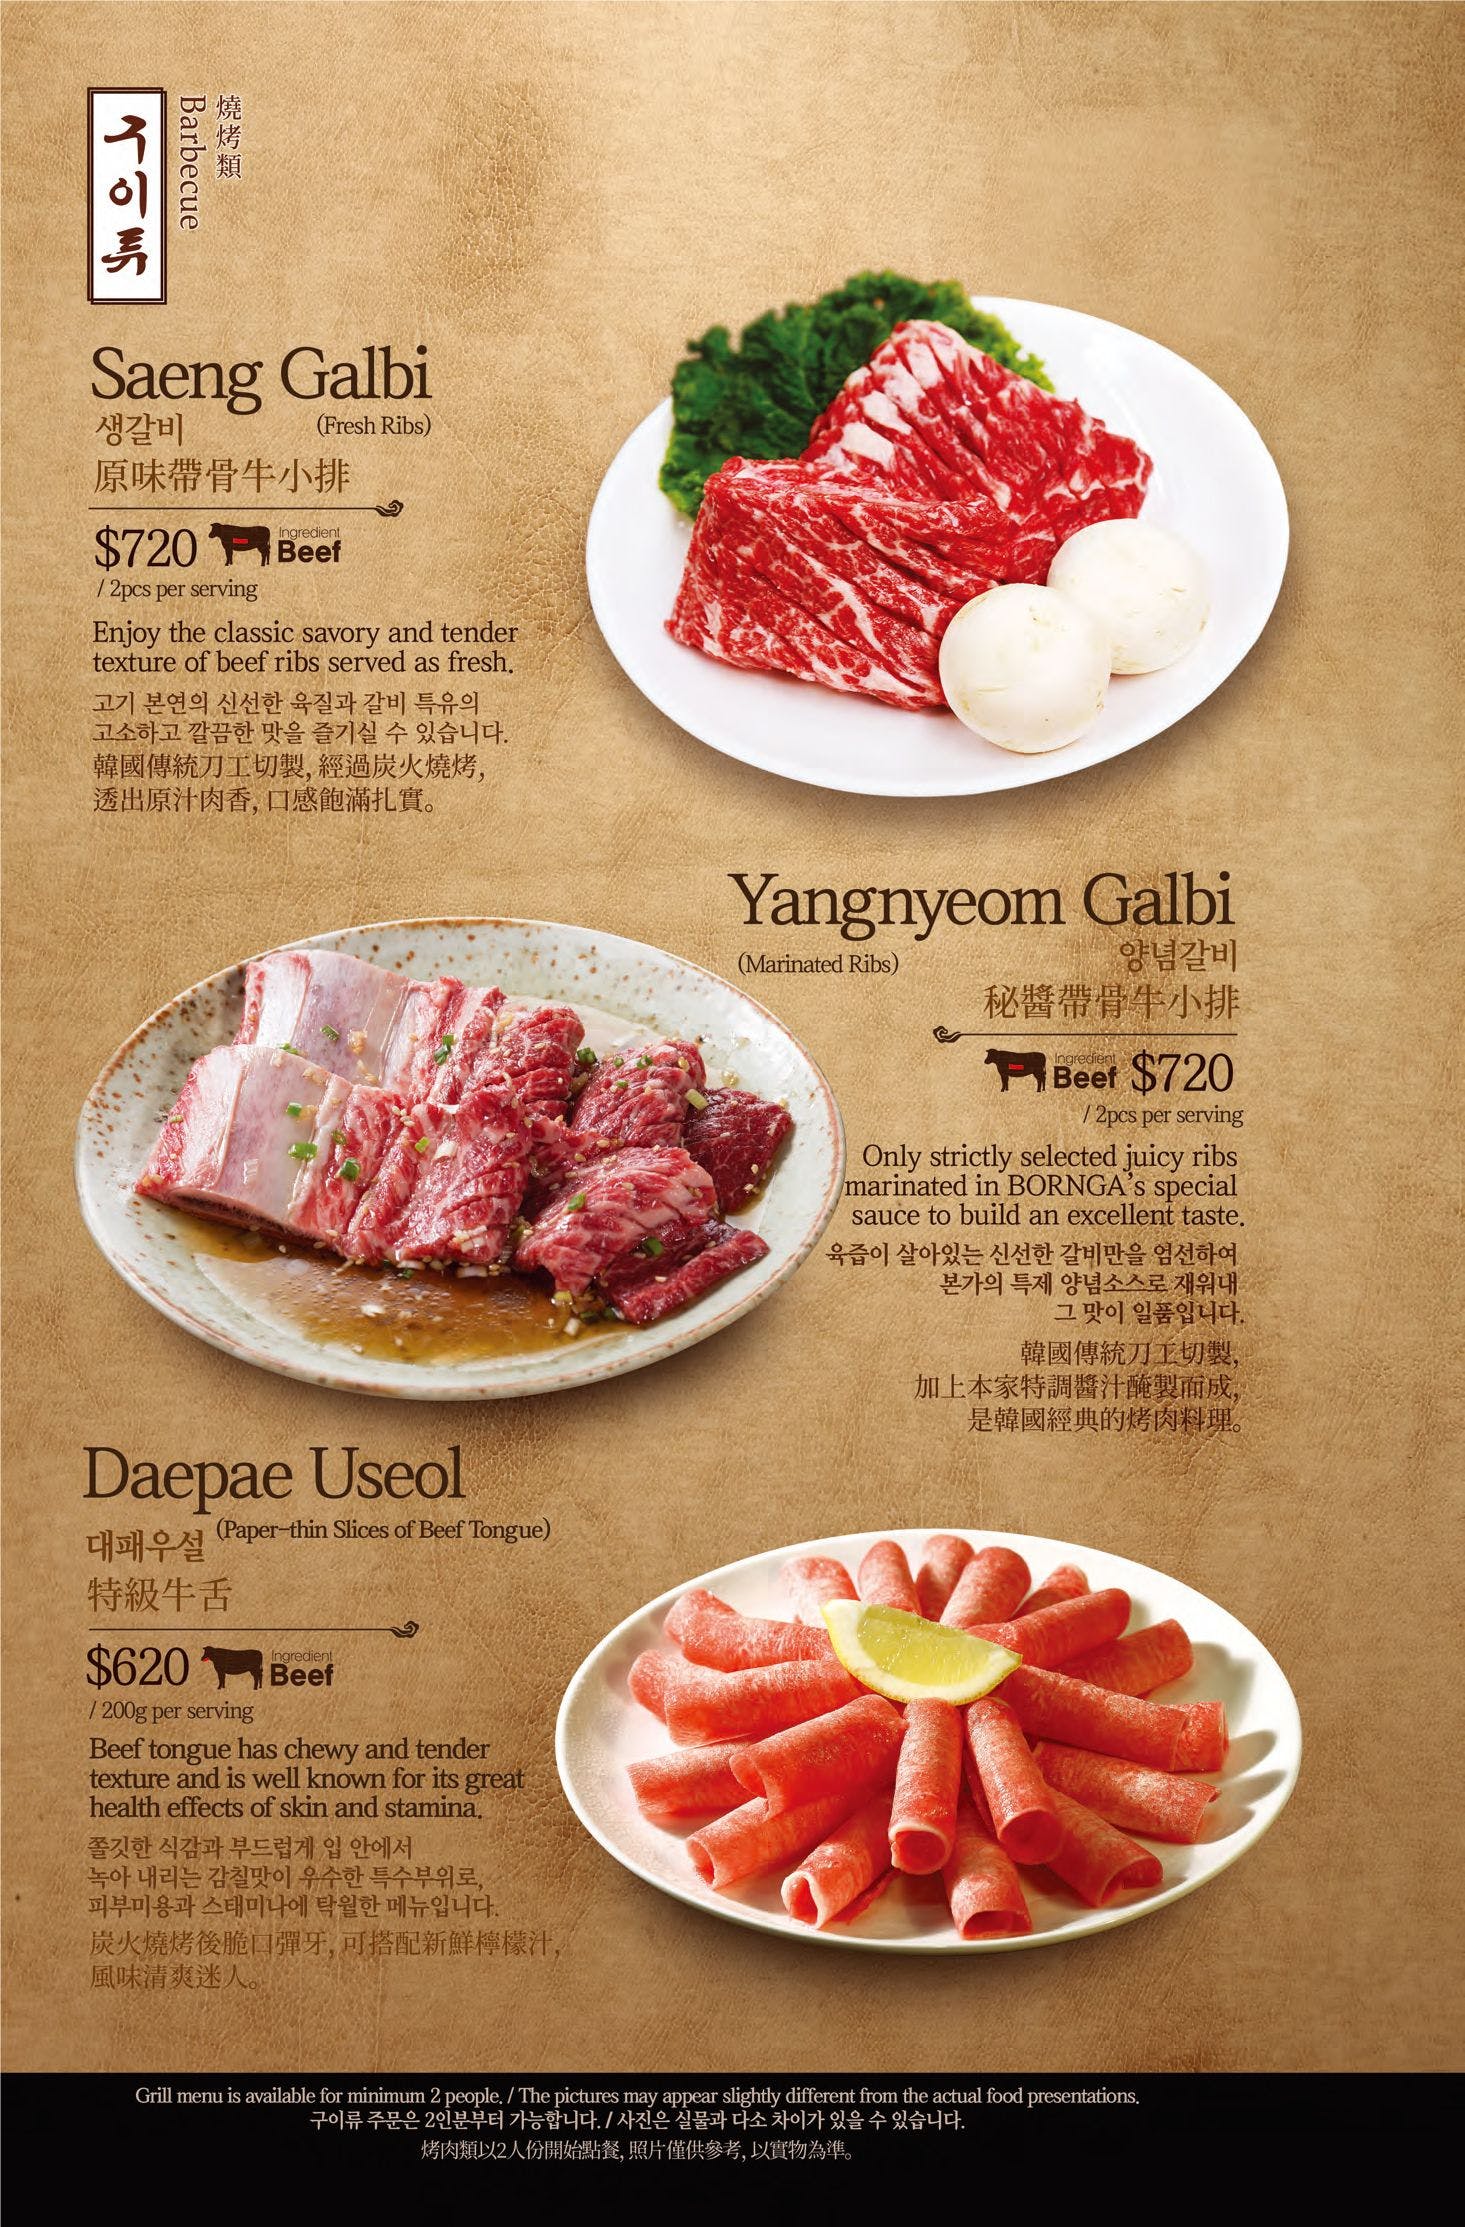 구이류
Barbecue
燒烤類
Saeng Galbi
생갈비
(Fresh Ribs)
原味帶骨牛小排
$720
Ingredient
Beef
/ 2pcs per serving
Enjoy the classic savory and tender
texture of beef ribs served as fresh.
고기 본연의 신선한 육질과 갈비 특유의
고소하고 깔끔한 맛을 즐기실 수 있습니다.
韓國傳統刀工切製, 經過炭火燒烤,
透出原汁肉香, 口感飽滿扎實。
Yangnyeom Galbi
(Marinated Ribs)
양념갈비
秘醬帶骨牛小排
Ingredient
Beef
$720
/ 2pcs per serving
Only strictly selected juicy ribs
marinated in BORNGA's special
sauce to build an excellent taste.
육즙이 살아있는 신선한 갈비만을 엄선하여
본가의 특제 양념소스로 재워내
그 맛이 일품입니다.
韓國傳統刀工切製,
加上本家特調醬汁醃製而成,
是韓國經典的烤肉料理。
Daepae Useol
대패우설
(Paper-thin Slices of Beef Tongue)
特級牛舌
$620
Ingredient
Beef
/ 200g per serving
Beef tongue has chewy and tender
texture and is well known for its great
health effects of skin and stamina.
쫄깃한 식감과 부드럽게 입 안에서
녹아 내리는 감칠맛이 우수한 특수부위로,
피부미용과 스태미나에 탁월한 메뉴입니다.
炭火燒烤後脆口彈牙, 可搭配新鮮檸檬汁,
風味清爽迷人。
Grill menu is available for minimum 2 people. / The pictures may appear slightly different from the actual food presentations.
구이류 주문은 2인분부터 가능합니다. / 사진은 실물과 다소 차이가 있을 수 있습니다.
烤肉類以2人份開始點餐, 照片僅供參考, 以實物為準。